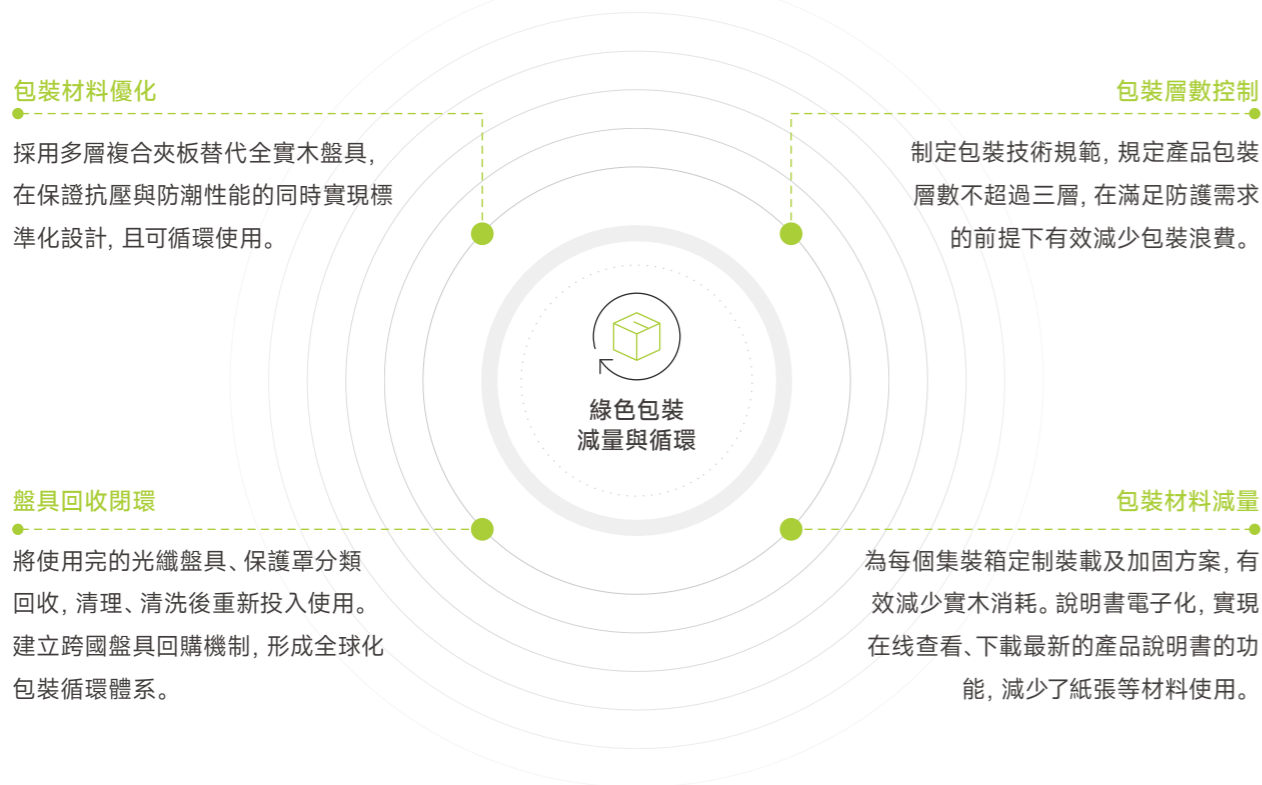 包裝材料優化
採用多層複合夾板替代全實木盤具,
在保證抗壓與防潮性能的同時實現標
準化設計, 且可循環使用。
包裝層數控制
制定包裝技術規範, 規定產品包裝
層數不超過三層, 在滿足防護需求
的前提下有效減少包裝浪費。
綠色包裝
減量與循環
盤具回收閉環
將使用完的光纖盤具、保護罩分類
回收, 清理、清洗後重新投入使用。
建立跨國盤具回購機制, 形成全球化
包裝循環體系。
包裝材料減量
為每個集裝箱定制裝載及加固方案, 有
效減少實木消耗。說明書電子化, 實現
在线查看、下載最新的產品說明書的功
能, 減少了紙張等材料使用。